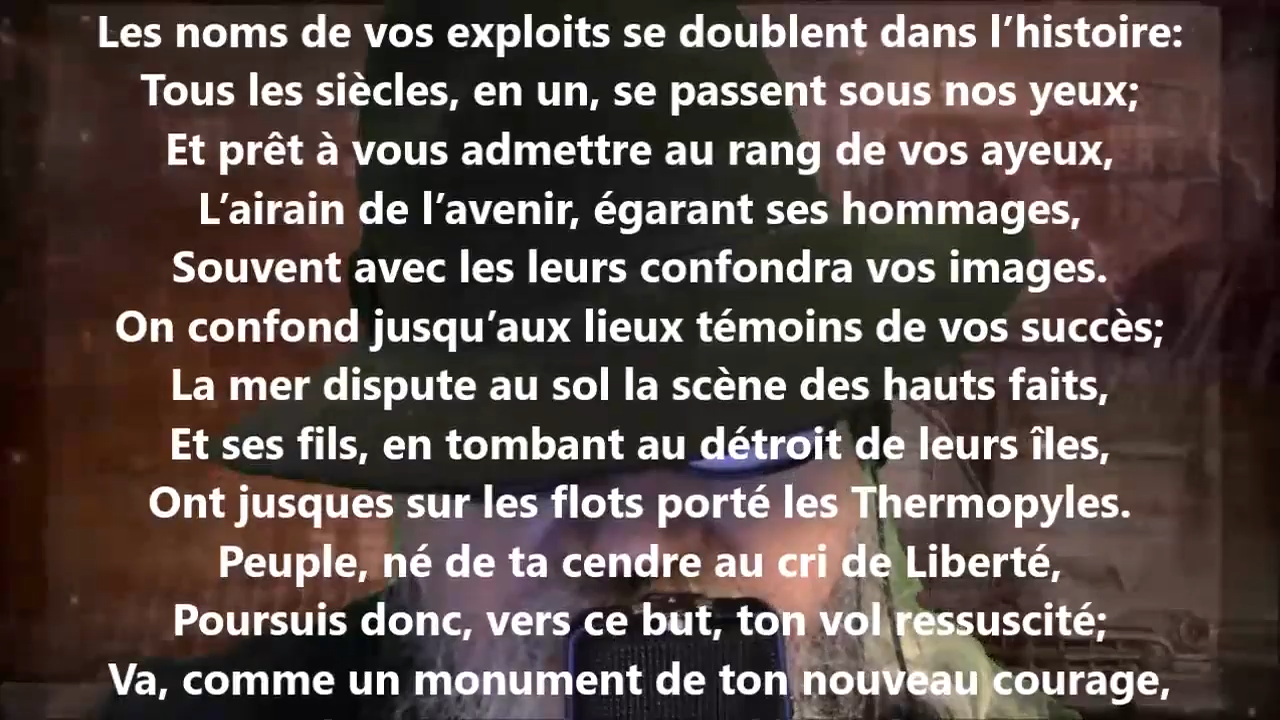 Les noms de vos exploits se doublent dans l’histoire:
Tous les siècles, en un, se passent sous nos yeux;
Et prêt à vous admettre au rang de vos ayeux,
L’airain de l’avenir, égarant ses hommages,
Souvent avec les leurs confondra vos images.
On confond jusqu’aux lieux témoins de vos succès;
La mer dispute au sol la scène des hauts faits,
Et ses fils, en tombant au détroit de leurs îles,
Ont jusques sur les flots porté les Thermopyles.
Peuple, né de ta cendre au cri de Liberté,
Poursuis donc, vers ce but, ton vol ressuscité;
Va, comme un monument de ton nouveau courage,